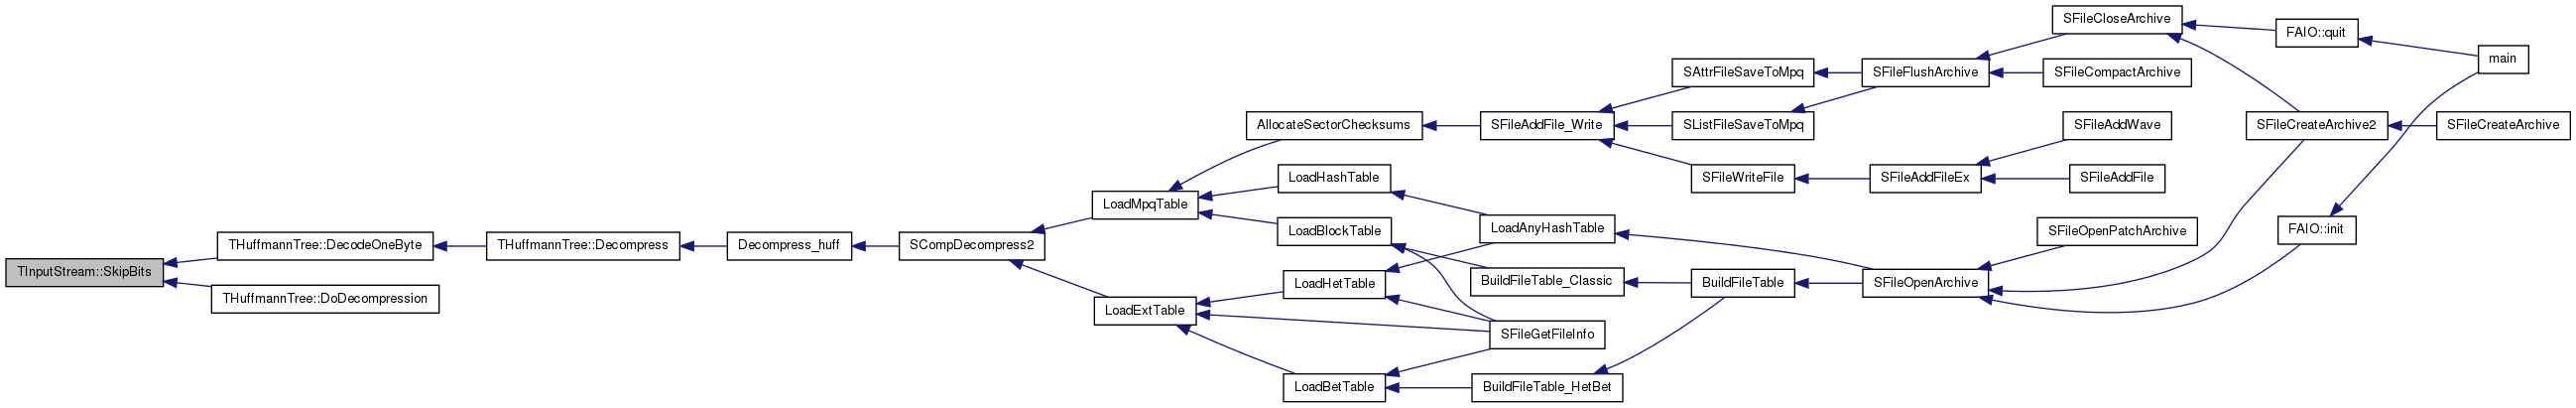 TInputStream::SkipBits
THuffmannTree::DecodeOneByte
THuffmannTree::DoDecompression
THuffmannTree::Decompress
Decompress_huff
SCompDecompress2
LoadMpqTable
LoadExtTable
AllocateSectorChecksums
LoadHashTable
LoadBlockTable
LoadHetTable
LoadBetTable
SFileAddFile_Write
LoadAnyHashTable
BuildFileTable_Classic
SFileGetFileInfo
BuildFileTable_HetBet
SAttrFileSaveToMpq
SListFileSaveToMpq
SFileWriteFile
BuildFileTable
SFileFlushArchive
SFileAddFileEx
SFileOpenArchive
SFileCloseArchive
SFileCompactArchive
SFileAddWave
SFileAddFile
SFileOpenPatchArchive
FAIO::quit
SFileCreateArchive2
FAIO::init
main
SFileCreateArchive